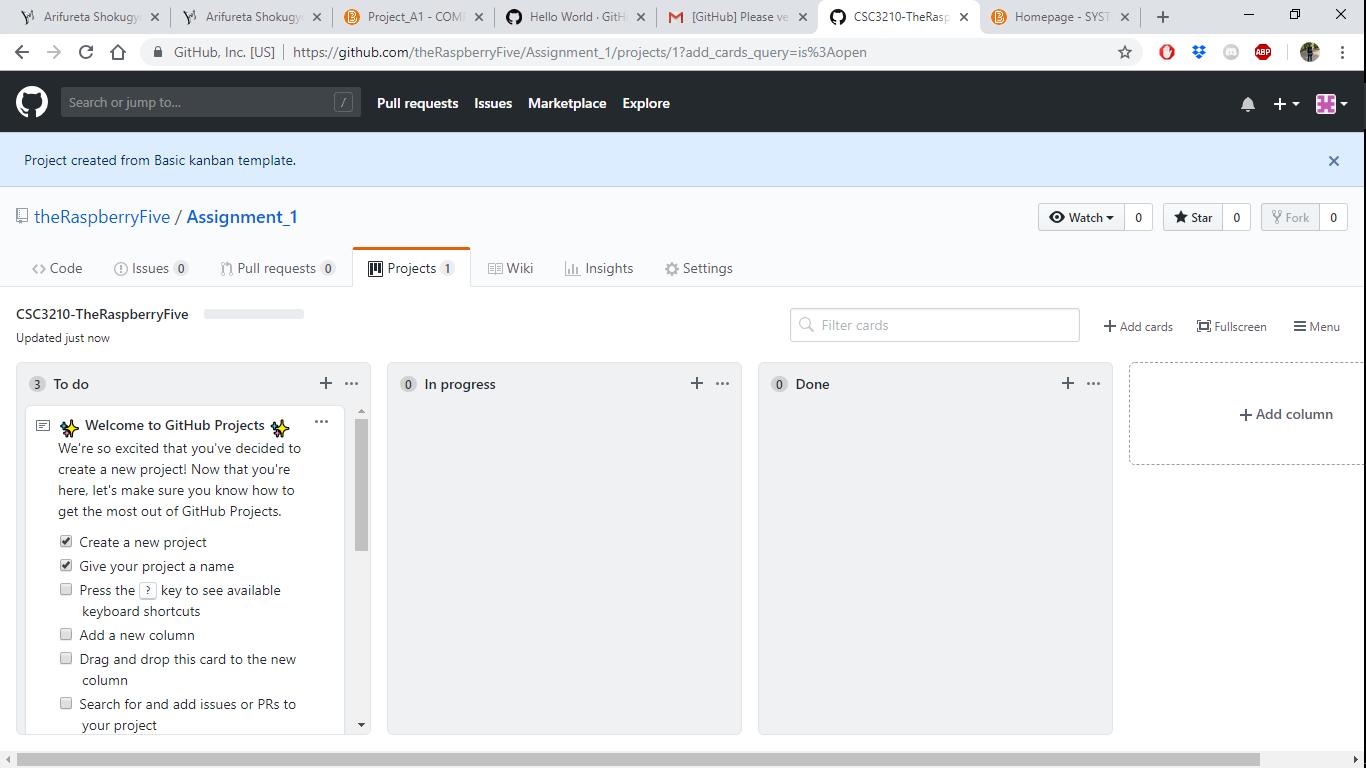 Arifureta Shokugy
Arifureta Shokugy
Project_A1 - COM
Hello World · GitH
[GitHub] Please ve
CSC3210-TheRasp
Homepage - SYST
GitHub, Inc. [US] | https://github.com/theRaspberryFive/Assignment_1/projects/1?add_cards_query=is%3Aopen
ABP
Search or jump to... /
Pull requests Issues Marketplace Explore
Project created from Basic kanban template.
theRaspberryFive / Assignment_1
Watch 0 Star 0 Fork 0
Code Issues 0 Pull requests 0 Projects 1 Wiki Insights Settings
CSC3210-TheRaspberryFive
Updated just now
Filter cards
Add cards Fullscreen Menu
3 To do
Welcome to GitHub Projects
We're so excited that you've decided to
create a new project! Now that you're
here, let's make sure you know how to
get the most out of GitHub Projects.
Create a new project
Give your project a name
Press the ? key to see available
keyboard shortcuts
Add a new column
Drag and drop this card to the new
column
Search for and add issues or PRs to
your project
0 In progress
0 Done
Add column